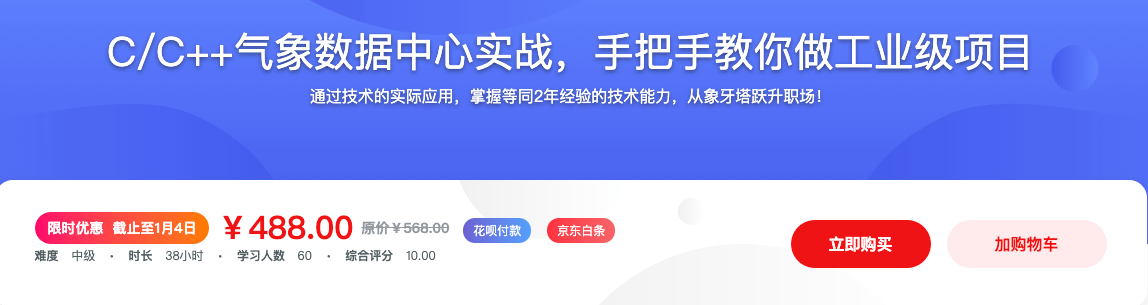 C/C++气象数据中心实战，手把手教你做工业级项目
通过技术的实际应用，掌握等同2年经验的技术能力，从象牙塔跃升职场！
限时优惠 截止至1月4日 ￥488.00 原价￥568.00 花呗付款 京东白条
难度 中级 · 时长 38小时 · 学习人数 60 · 综合评分 10.00
立即购买 加购物车